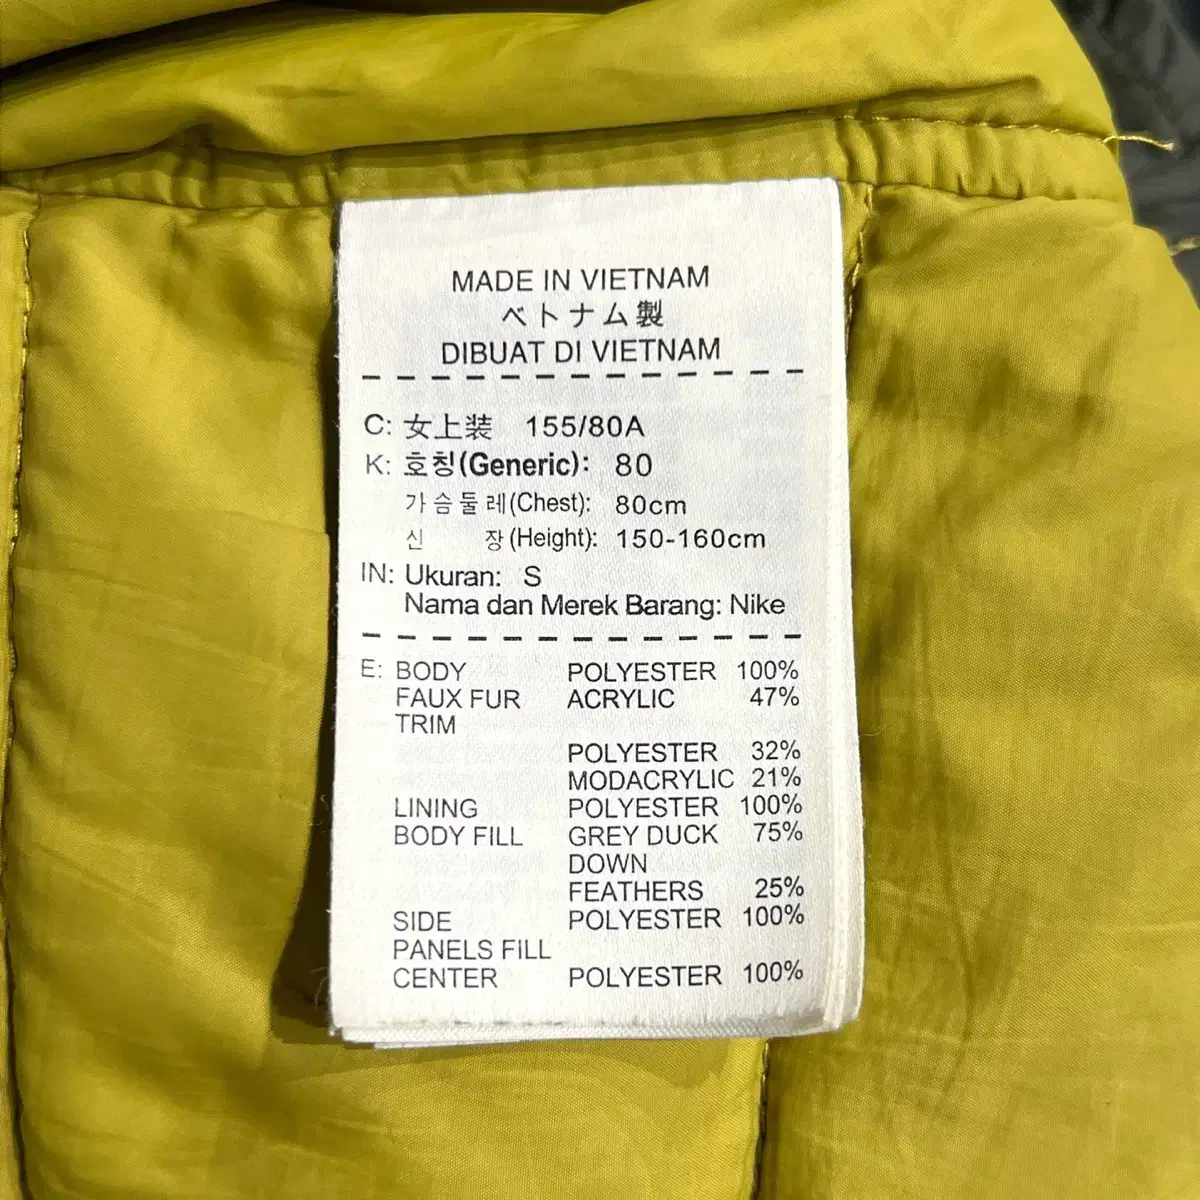 MADE IN VIETNAM
ベトナム製
DIBUAT DI VIETNAM
C: 女上装 155/80A
K: 호칭(Generic): 80
가슴둘레(Chest): 80cm
신 장(Height): 150-160cm
IN: Ukuran: S
Nama dan Merek Barang: Nike
E: BODY POLYESTER 100%
FAUX FUR ACRYLIC 47%
TRIM
POLYESTER 32%
MODACRYLIC 21%
LINING POLYESTER 100%
BODY FILL GREY DUCK 75%
DOWN
FEATHERS 25%
SIDE POLYESTER 100%
PANELS FILL
CENTER POLYESTER 100%